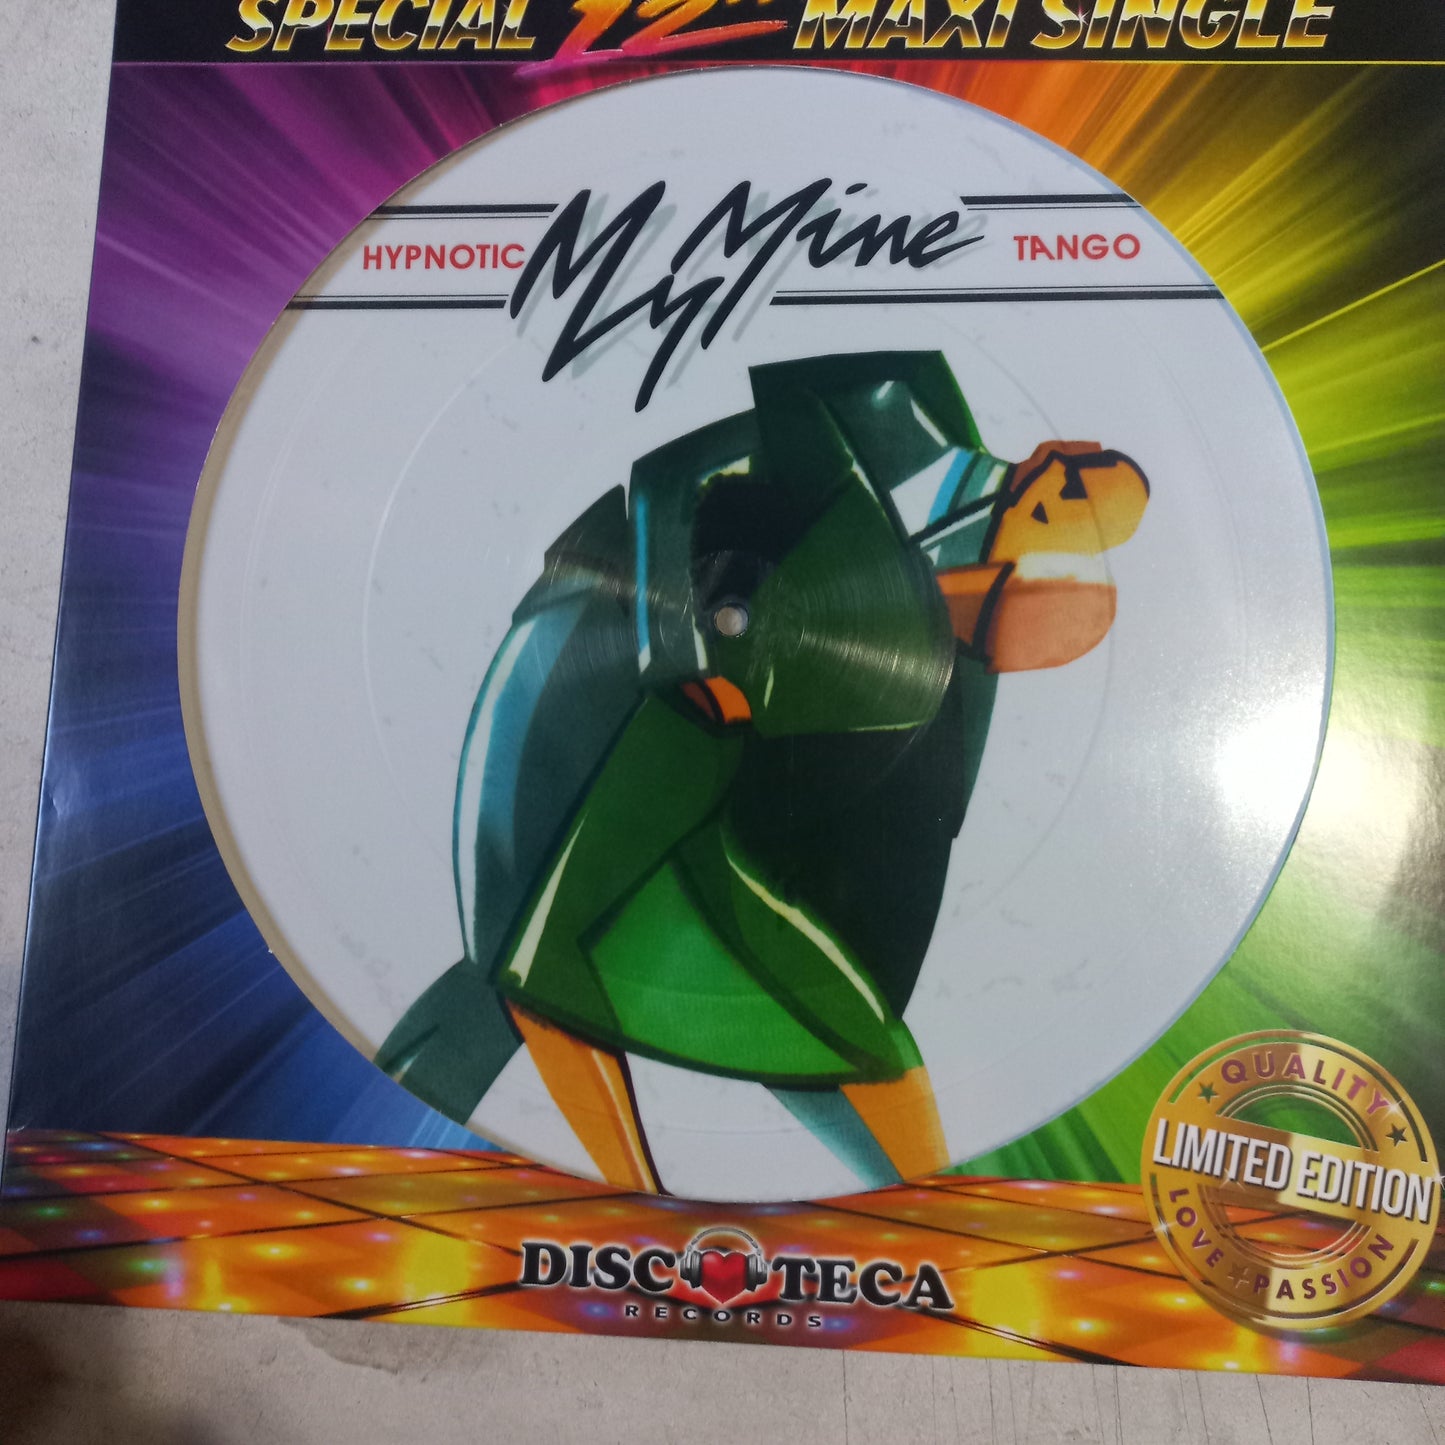 SPECIAL 12" MAXI SINGLE
HYPNOTIC My Mine TANGO
QUALITY
LIMITED EDITION
LOVE ★ PASSION
DISCOTECA
RECORDS